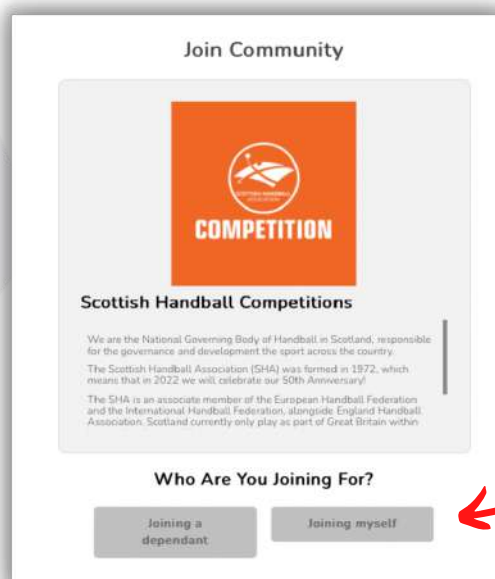 Join Community
SCOTTISH HANDBALL
ASSOCIATION
COMPETITION
Scottish Handball Competitions
We are the National Governing Body of Handball in Scotland, responsible
for the governance and development the sport across the country.
The Scottish Handball Association (SHA) was formed in 1972, which
means that in 2022 we will celebrate our 50th Anniversary!
The SHA is an associate member of the European Handball Federation
and the International Handball Federation, alongside England Handball
Association. Scotland currently only play as part of Great Britain within
Who Are You Joining For?
Joining a
dependant
Joining myself